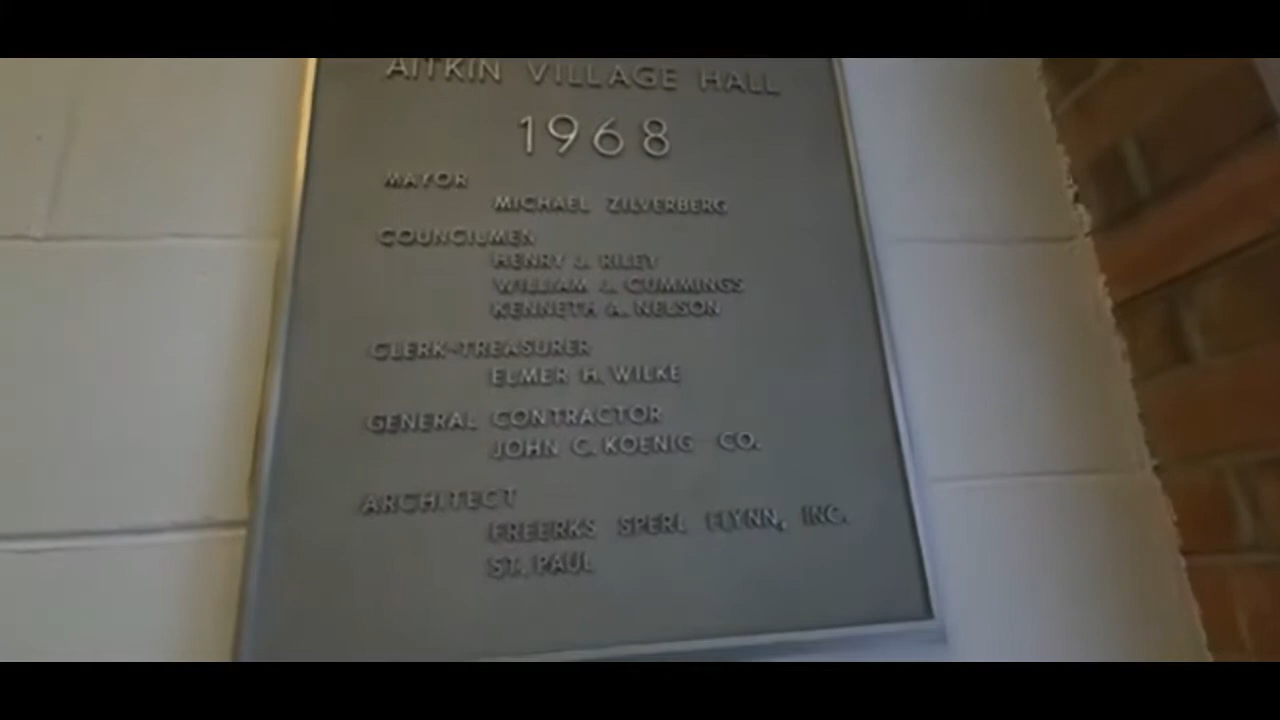 AITKIN VILLAGE HALL
1968
MAYOR
MICHAEL ZILVERBERG
COUNCILMEN
HENRY J. RILEY
WILLIAM J. CUMMINGS
KENNETH A. NELSON
CLERK-TREASURER
ELMER H. WILKE
GENERAL CONTRACTOR
JOHN C. KOENIG CO.
ARCHITECT
FREERKS SPERL FLYNN, INC.
ST. PAUL